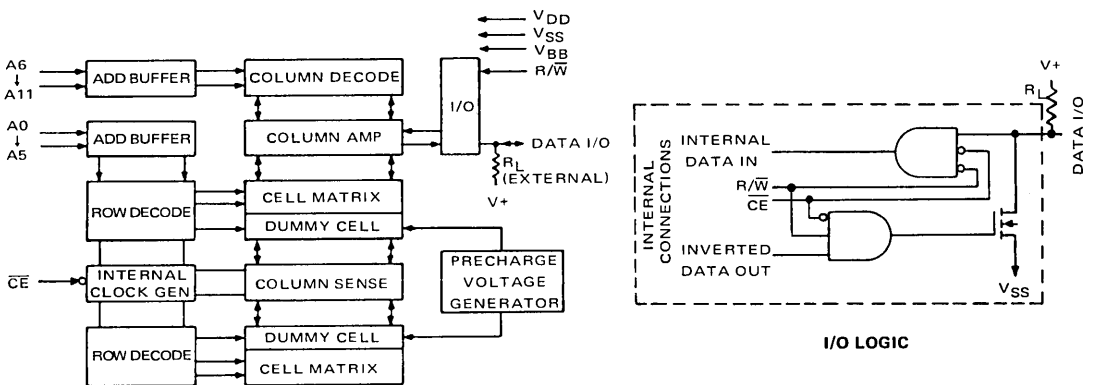 V_DD
V_SS
V_BB
R/W̅
A6
↓
A11
ADD BUFFER
COLUMN DECODE
I/O
A0
↓
A5
ADD BUFFER
COLUMN AMP
DATA I/O
R_L
(EXTERNAL)
V+
ROW DECODE
CELL MATRIX
DUMMY CELL
C̅E̅
INTERNAL
CLOCK GEN
COLUMN SENSE
PRECHARGE
VOLTAGE
GENERATOR
ROW DECODE
DUMMY CELL
CELL MATRIX
V+
R_L
DATA I/O
INTERNAL
CONNECTIONS
INTERNAL
DATA IN
R/W̅
C̅E̅
INVERTED
DATA OUT
V_SS
I/O LOGIC